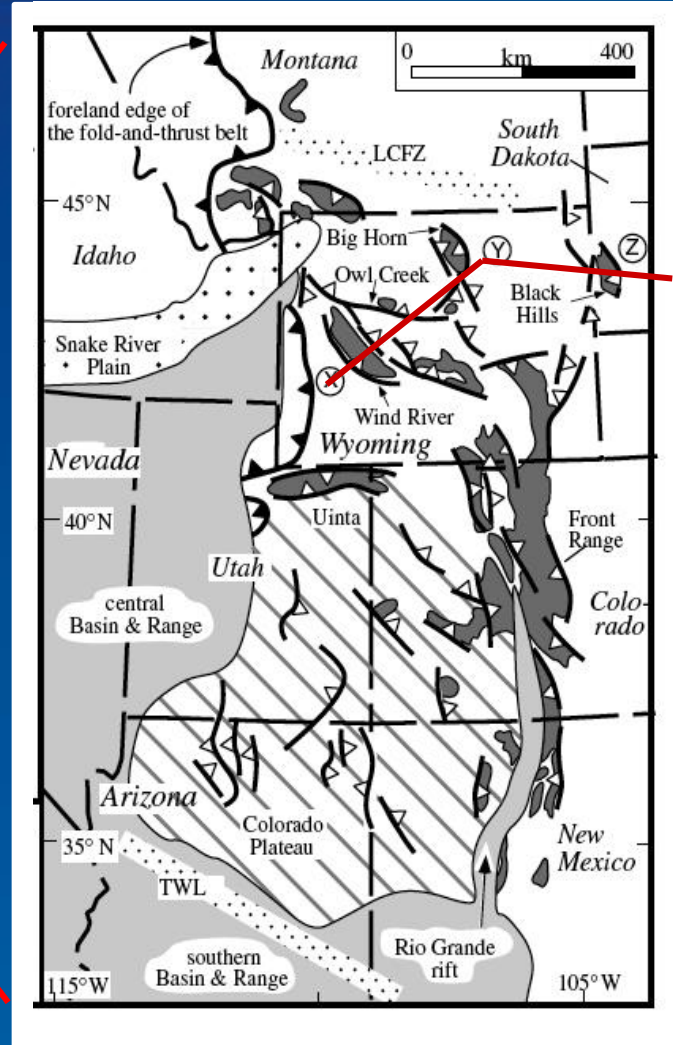 0 km 400
Montana
foreland edge of
the fold-and-thrust belt
South
Dakota
LCFZ
45°N
Big Horn
Y
Z
Idaho
Owl Creek
Black
Hills
Snake River
Plain
X
Wind River
Wyoming
Nevada
40°N
Uinta
Front
Range
Utah
central
Basin & Range
Colo-
rado
Arizona
Colorado
Plateau
35° N
New
Mexico
TWL
Rio Grande
rift
southern
Basin & Range
115°W
105°W